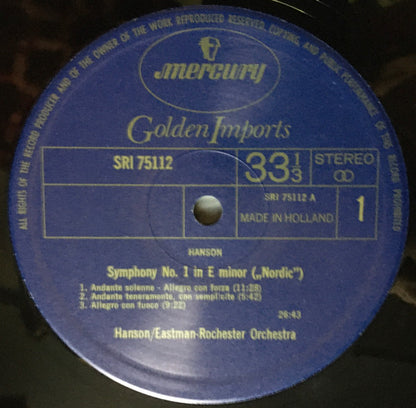 ALL RIGHTS OF THE RECORD PRODUCER AND OF THE OWNER OF THE WORK REPRODUCED RESERVED. COPYING, AND PUBLIC PERFORMANCE OF THIS RECORD PROHIBITED
mercury
Golden Imports
SRI 75112
33 1/3
STEREO
SRI 75112 A
MADE IN HOLLAND
1
HANSON
Symphony No. 1 in E minor („Nordic")
1. Andante solenne - Allegro con forza (11:28)
2. Andante teneramente, con semplicite (5:42)
3. Allegro con fuoco (9:22)
26:43
Hanson/Eastman-Rochester Orchestra